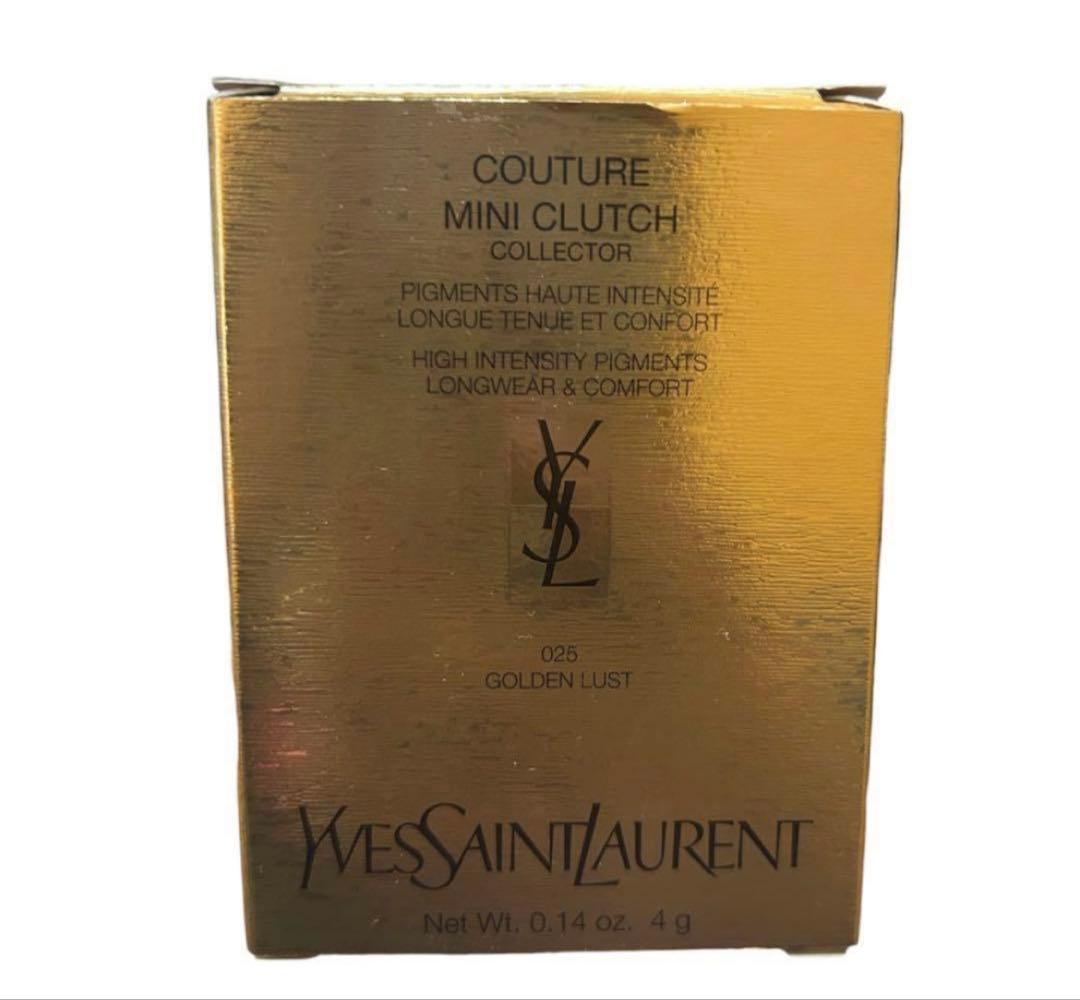 COUTURE
MINI CLUTCH
COLLECTOR
PIGMENTS HAUTE INTENSITÉ
LONGUE TENUE ET CONFORT
HIGH INTENSITY PIGMENTS
LONGWEAR & COMFORT
YSL
025
GOLDEN LUST
YVESSAINTLAURENT
Net Wt. 0.14 oz. 4 g